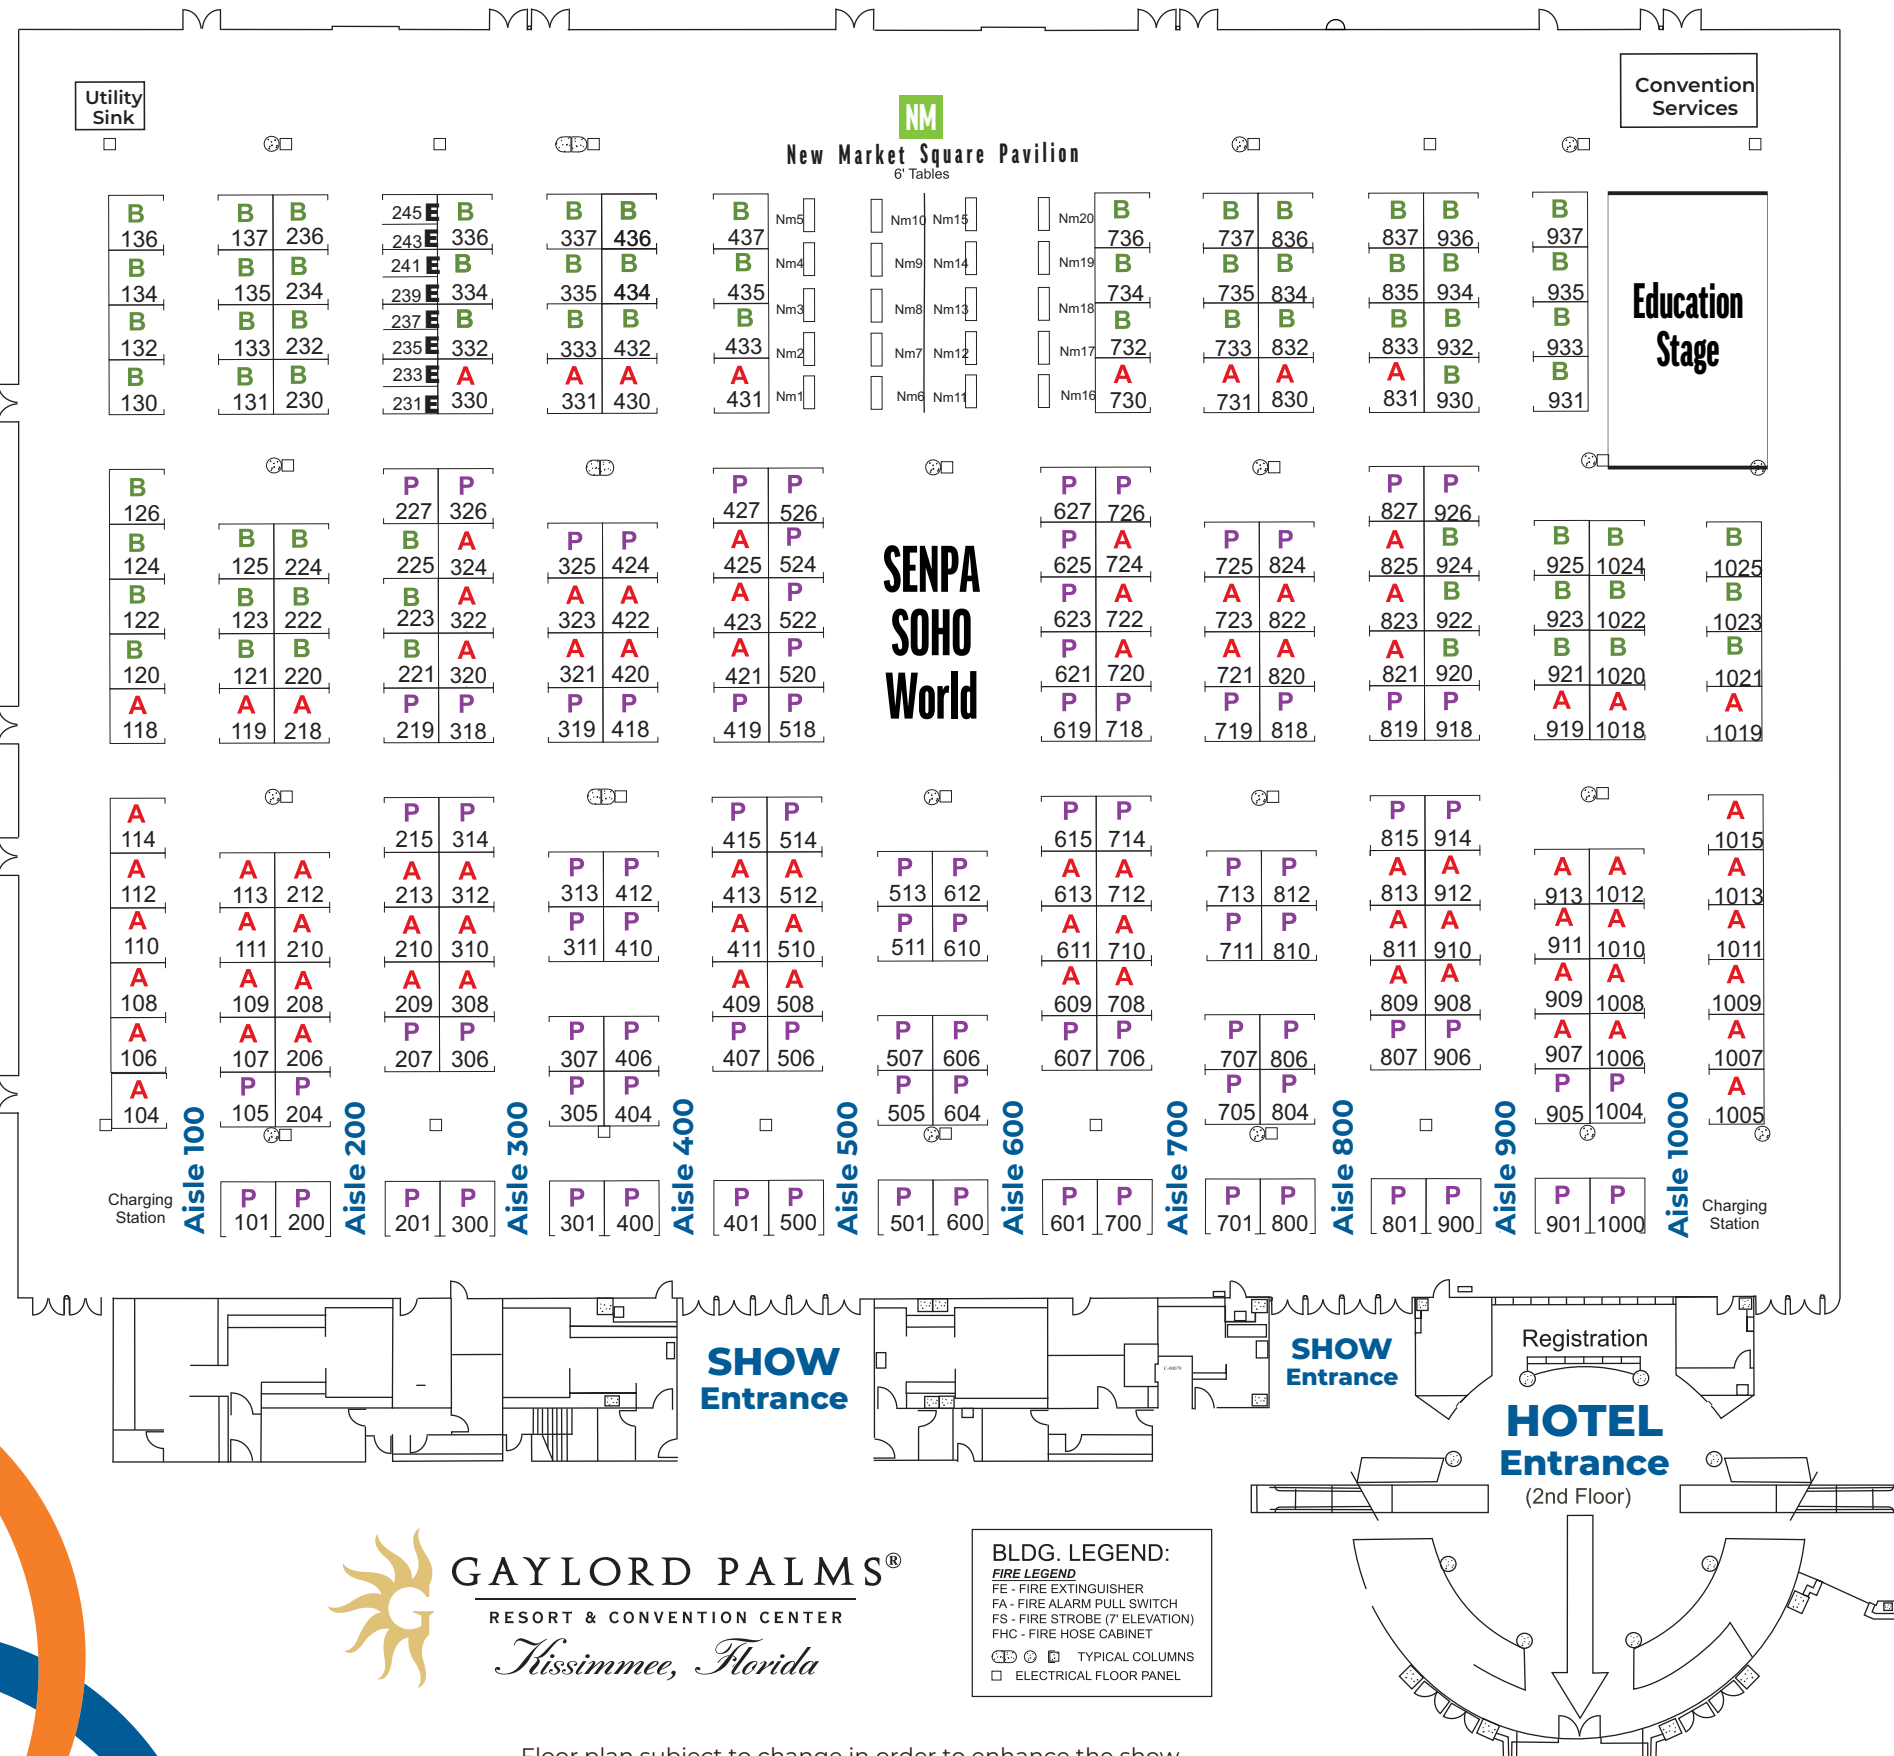 Utility
Sink
Convention
Services
NM
New Market Square Pavilion
6' Tables
B B B 245 E B B B B Nm5 Nm10 Nm15 Nm20 B B B B B B
136 137 236 243 E 336 337 436 437 736 737 836 837 936 937
B B B 241 E B B B B Nm4 Nm9 Nm14 Nm19 B B B B B B
134 135 234 239 E 334 335 434 435 734 735 834 835 934 935
B B B 237 E B B B B Nm3 Nm8 Nm13 Nm18 B B B B B B
132 133 232 235 E 332 333 432 433 Nm2 Nm7 Nm12 Nm17 732 733 832 833 932 933
B B B 233 E A A A A A A A A B B
130 131 230 231 E 330 331 430 431 Nm1 Nm6 Nm11 Nm16 730 731 830 831 930 931
Education
Stage
B P P P P P P P P
126 227 326 427 526 627 726 827 926
B B B B A P P A P P A P P A B B B B
124 125 224 225 324 325 424 425 524 625 724 725 824 825 924 925 1024 1025
B B B B A A A A P P A A A A B B B B
122 123 222 223 322 323 422 423 522 623 722 723 822 823 922 923 1022 1023
B B B B A A A A P P A A A A B B B B
120 121 220 221 320 321 420 421 520 621 720 721 820 821 920 921 1020 1021
A A A P P P P P P P P P P P P A A A
118 119 218 219 318 319 418 419 518 619 718 719 818 819 918 919 1018 1019
SENPA
SOHO
World
A P P P P P P P P A
114 215 314 415 514 615 714 815 914 1015
A A A A A P P A A P P A A P P A A A A A
112 113 212 213 312 313 412 413 512 513 612 613 712 713 812 813 912 913 1012 1013
A A A A A P P A A P P A A P P A A A A A
110 111 210 210 310 311 410 411 510 511 610 611 710 711 810 811 910 911 1010 1011
A A A A A A A A A A A A A A
108 109 208 209 308 409 508 609 708 809 908 909 1008 1009
A A A P P P P P P P P P P P P P P A A A
106 107 206 207 306 307 406 407 506 507 606 607 706 707 806 807 906 907 1006 1007
A P P P P P P P P P P A
104 105 204 305 404 505 604 705 804 905 1004 1005
Aisle 100
Aisle 200
Aisle 300
Aisle 400
Aisle 500
Aisle 600
Aisle 700
Aisle 800
Aisle 900
Aisle 1000
Charging
Station
P P P P P P P P P P P P P P P P P P
101 200 201 300 301 400 401 500 501 600 601 700 701 800 801 900 901 1000
Charging
Station
SHOW
Entrance
C-60079
SHOW
Entrance
Registration
HOTEL
Entrance
(2nd Floor)
GAYLORD PALMS®
RESORT & CONVENTION CENTER
Kissimmee, Florida
BLDG. LEGEND:
FIRE LEGEND
FE - FIRE EXTINGUISHER
FA - FIRE ALARM PULL SWITCH
FS - FIRE STROBE (7' ELEVATION)
FHC - FIRE HOSE CABINET
TYPICAL COLUMNS
ELECTRICAL FLOOR PANEL
Floor plan subject to change in order to enhance the show